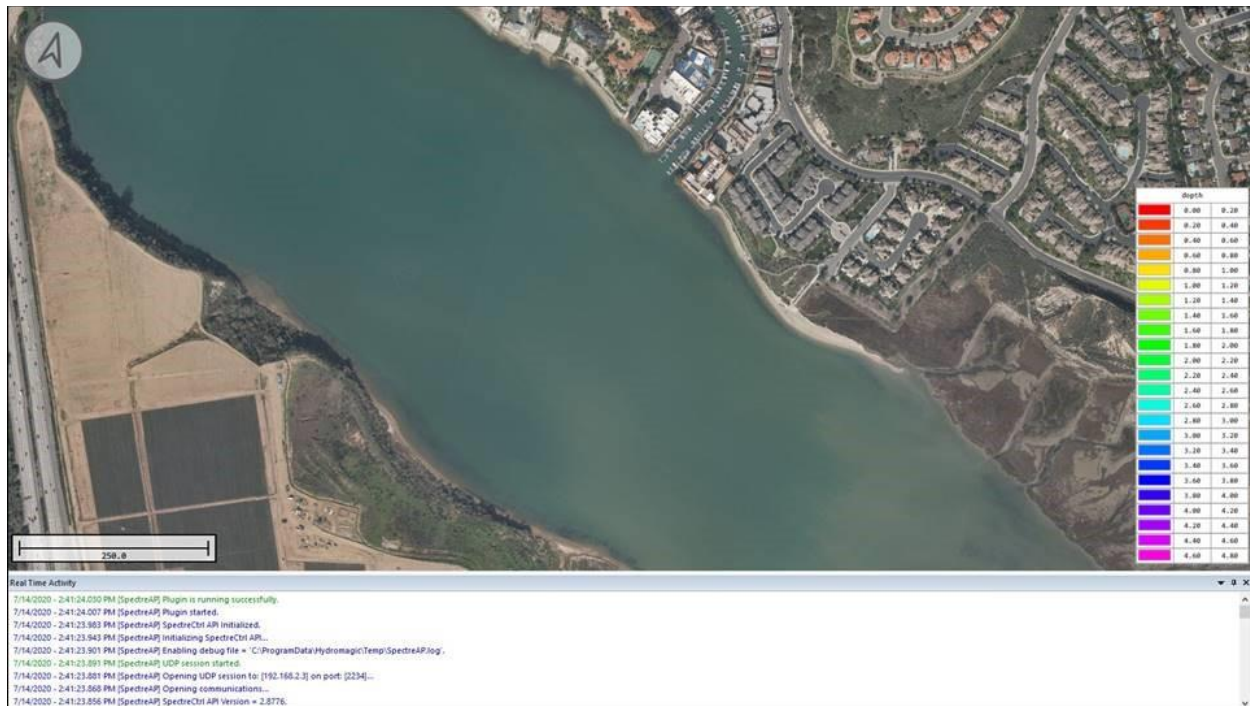 depth
0.00 0.20
0.20 0.40
0.40 0.60
0.60 0.80
0.80 1.00
1.00 1.20
1.20 1.40
1.40 1.60
1.60 1.80
1.80 2.00
2.00 2.20
2.20 2.40
2.40 2.60
2.60 2.80
2.80 3.00
3.00 3.20
3.20 3.40
3.40 3.60
3.60 3.80
3.80 4.00
4.00 4.20
4.20 4.40
4.40 4.60
4.60 4.80
250.0
Real Time Activity
7/14/2020 - 2:41:24.030 PM [SpectreAP] Plugin is running successfully.
7/14/2020 - 2:41:24.007 PM [SpectreAP] Plugin started.
7/14/2020 - 2:41:23.983 PM [SpectreAP] SpectreCtrl API Initialized.
7/14/2020 - 2:41:23.943 PM [SpectreAP] Initializing SpectreCtrl API...
7/14/2020 - 2:41:23.901 PM [SpectreAP] Enabling debug file = 'C:\ProgramData\Hydromagic\Temp\SpectreAP.log'.
7/14/2020 - 2:41:23.891 PM [SpectreAP] UDP session started.
7/14/2020 - 2:41:23.881 PM [SpectreAP] Opening UDP session to: [192.168.2.3] on port: [2234]...
7/14/2020 - 2:41:23.868 PM [SpectreAP] Opening communications...
7/14/2020 - 2:41:23.856 PM [SpectreAP] SpectreCtrl API Version = 2.8776.